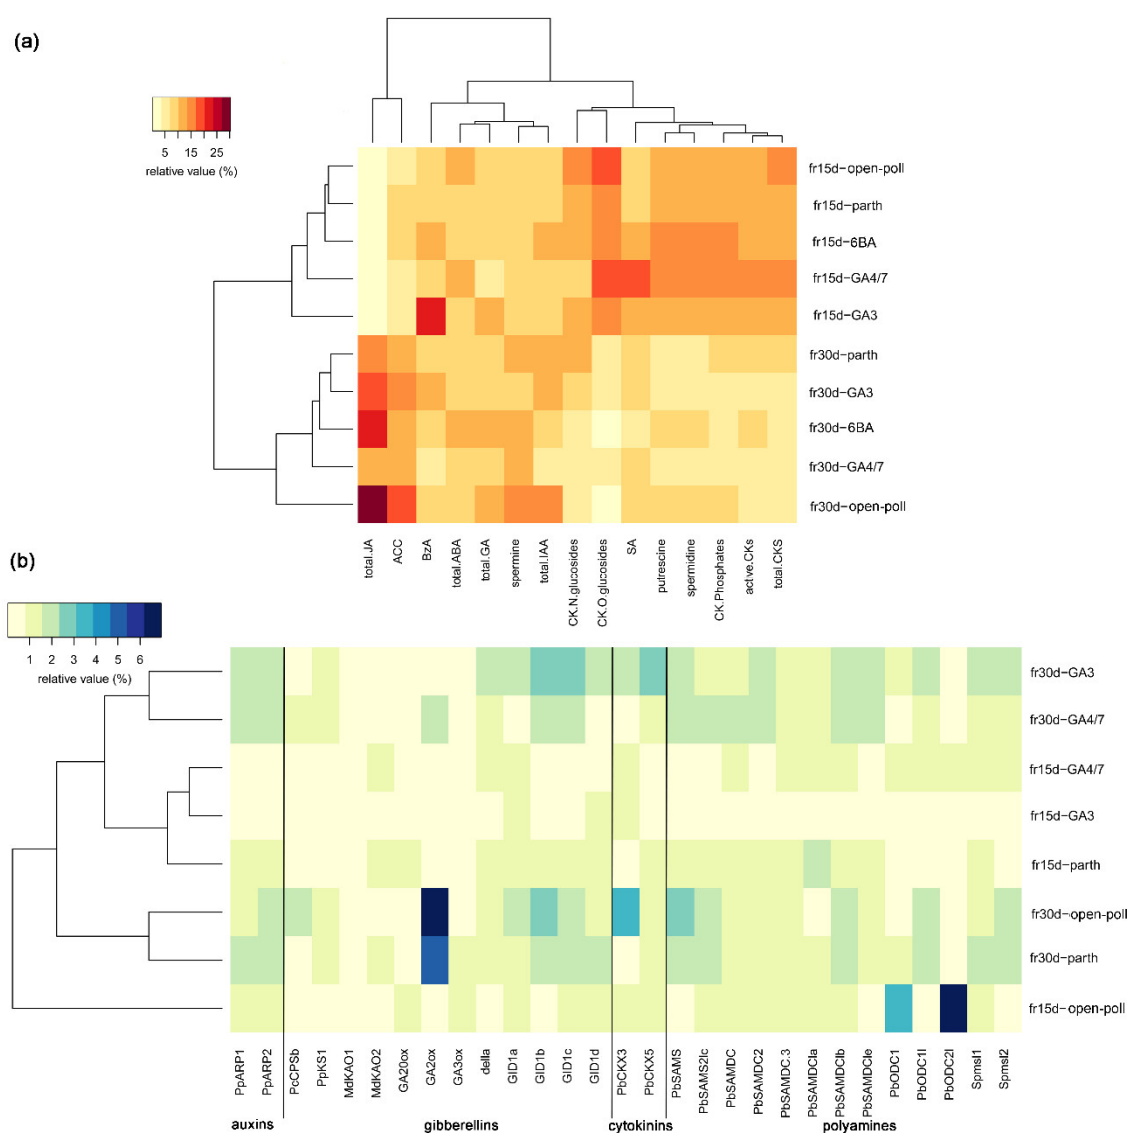 (a)
5 15 25
relative value (%)
fr15d-open-poll
fr15d-parth
fr15d-6BA
fr15d-GA4/7
fr15d-GA3
fr30d-parth
fr30d-GA3
fr30d-6BA
fr30d-GA4/7
fr30d-open-poll
total.JA
ACC
BzA
total.ABA
total.GA
spermine
total.IAA
CK.N.glucosides
CK.O.glucosides
SA
putrescine
spermidine
CK.Phosphates
active.CKs
total.CKS
(b)
1 2 3 4 5 6
relative value (%)
fr30d-GA3
fr30d-GA4/7
fr15d-GA4/7
fr15d-GA3
fr15d-parth
fr30d-open-poll
fr30d-parth
fr15d-open-poll
PpARP1
PpARP2
PcCPSb
PpKS1
MdKAO1
MdKAO2
GA20ox
GA2ox
GA3ox
della
GID1a
GID1b
GID1c
GID1d
PbCKX3
PbCKX5
PbSAMS
PbSAMS2lc
PbSAMDC
PbSAMDC2
PbSAMDC.3
PbSAMDCla
PbSAMDClb
PbSAMDCle
PbODC1
PbODC1l
PbODC2l
Spmsl1
Spmsl2
auxins gibberellins cytokinins polyamines